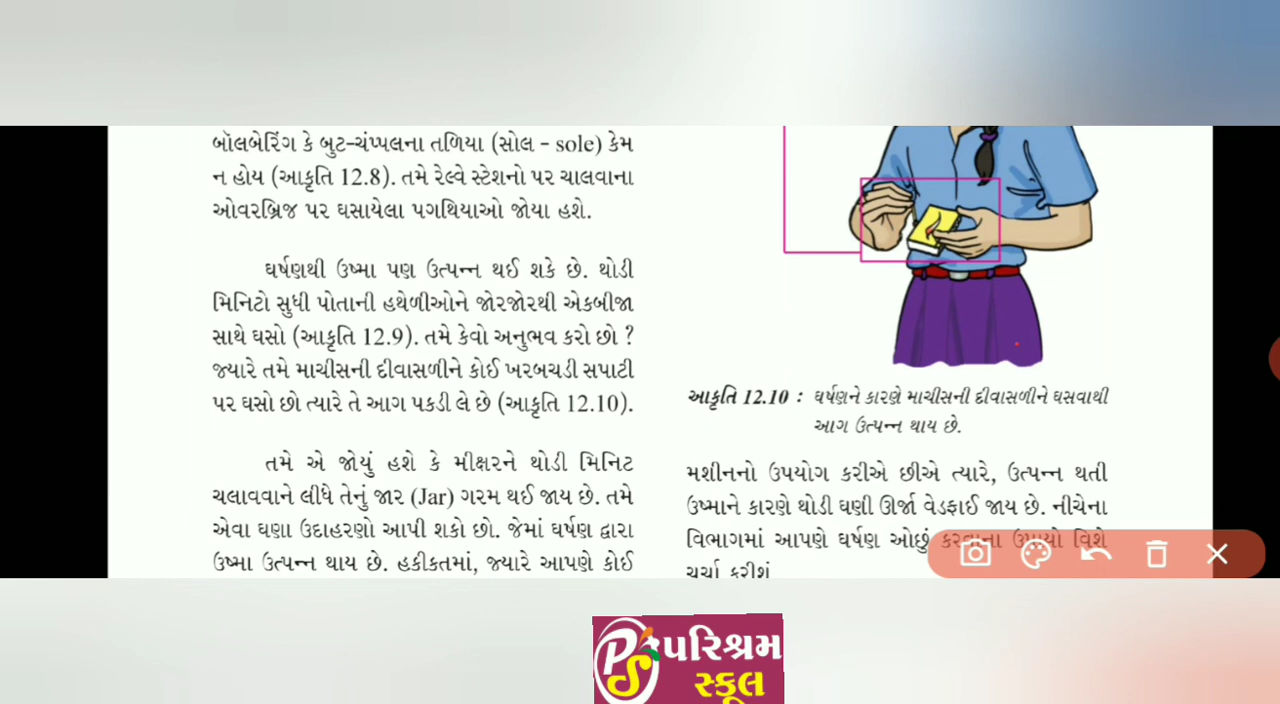 બૉલબેરિંગ કે બુટ-ચંપ્પલના તળિયા (સોલ - sole) કેમ
ન હોય (આકૃતિ 12.8). તમે રેલ્વે સ્ટેશનો પર ચાલવાના
ઓવરબ્રિજ પર ઘસાયેલા પગથિયાઓ જોયા હશે.
ઘર્ષણથી ઉષ્મા પણ ઉત્પન્ન થઈ શકે છે. થોડી
મિનિટો સુધી પોતાની હથેળીઓને જોરજોરથી એકબીજા
સાથે ઘસો (આકૃતિ 12.9). તમે કેવો અનુભવ કરો છો ?
જ્યારે તમે માચીસની દીવાસળીને કોઈ ખરબચડી સપાટી
પર ઘસો છો ત્યારે તે આગ પકડી લે છે (આકૃતિ 12.10).
તમે એ જોયું હશે કે મીક્ષરને થોડી મિનિટ
ચલાવવાને લીધે તેનું જાર (Jar) ગરમ થઈ જાય છે. તમે
એવા ઘણા ઉદાહરણો આપી શકો છો. જેમાં ઘર્ષણ દ્વારા
ઉષ્મા ઉત્પન્ન થાય છે. હકીકતમાં, જ્યારે આપણે કોઈ
આકૃતિ 12.10 : ઘર્ષણને કારણે માચીસની દીવાસળીને ઘસવાથી
આગ ઉત્પન્ન થાય છે.
મશીનનો ઉપયોગ કરીએ છીએ ત્યારે, ઉત્પન્ન થતી
ઉષ્માને કારણે થોડી ઘણી ઊર્જા વેડફાઈ જાય છે. નીચેના
વિભાગમાં આપણે ઘર્ષણ ઓછું કરવાના ઉપાયો વિશે
ચર્ચા કરીશું
PS પરિશ્રમ
સ્કૂલ